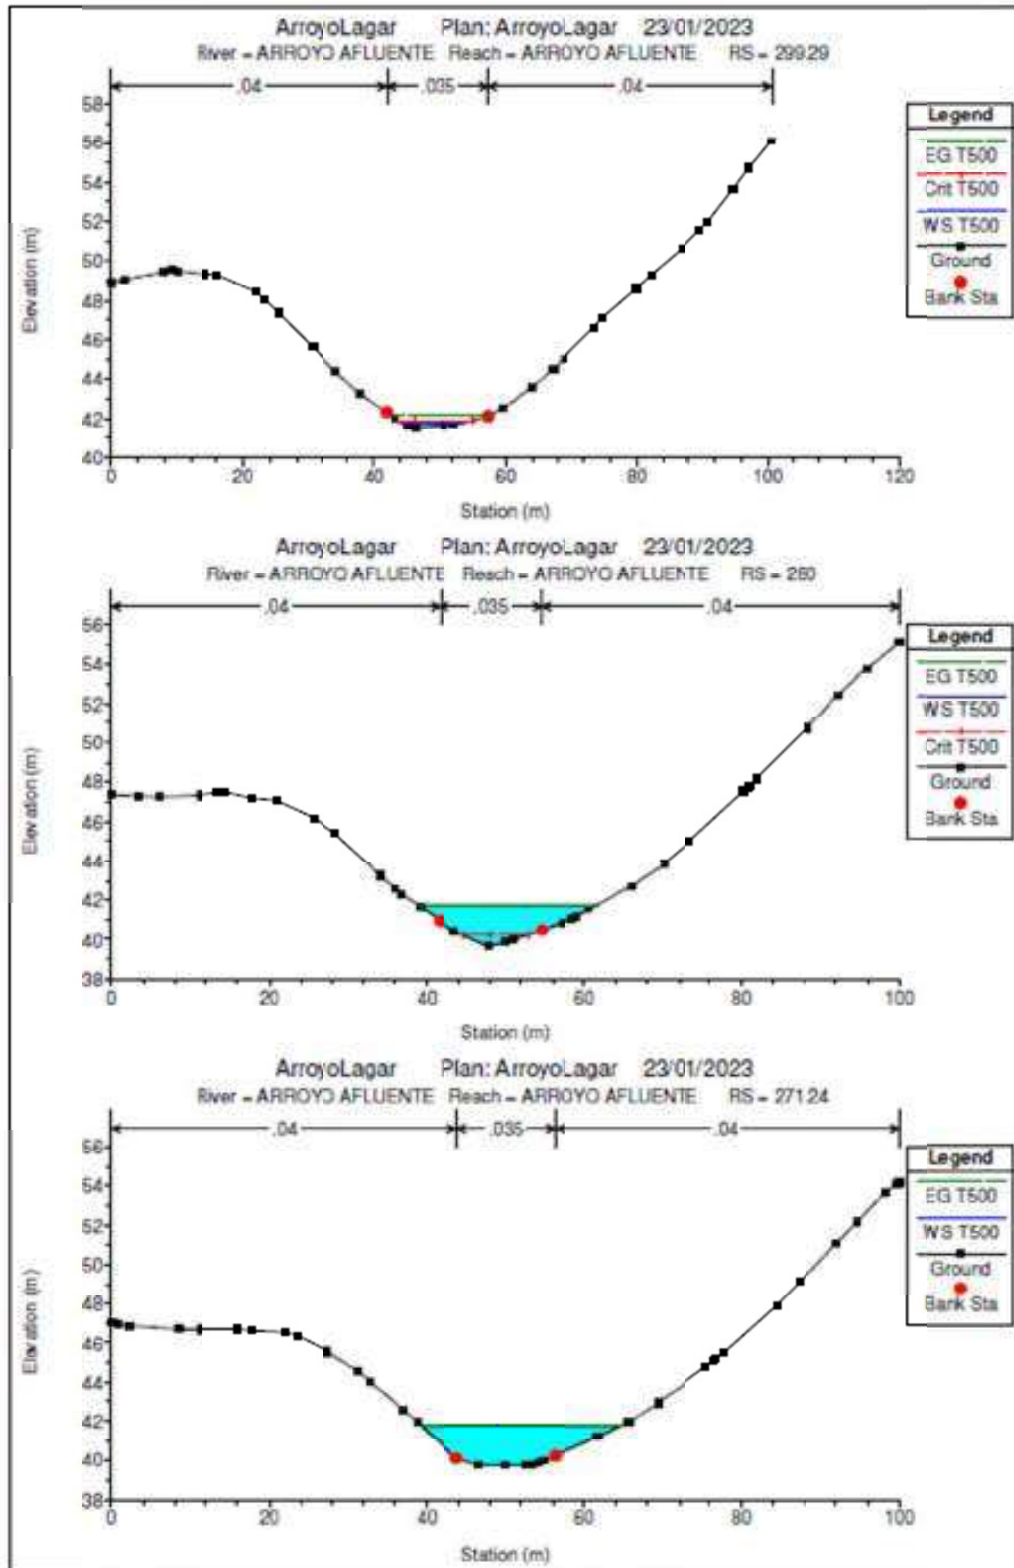 ArroyoLagar Plan: ArroyoLagar 23/01/2023
River = ARROYO AFLUENTE Reach = ARROYO AFLUENTE RS = 299.29
.04 .035 .04
58
56
54
52
50
48
46
44
42
40
Elevation (m)
0 20 40 60 80 100 120
Station (m)
Legend
EG T500
Crit T500
WS T500
Ground
Bank Sta
ArroyoLagar Plan: ArroyoLagar 23/01/2023
River = ARROYO AFLUENTE Reach = ARROYO AFLUENTE RS = 280
.04 .035 .04
56
54
52
50
48
46
44
42
40
38
Elevation (m)
0 20 40 60 80 100
Station (m)
Legend
EG T500
WS T500
Crit T500
Ground
Bank Sta
ArroyoLagar Plan: ArroyoLagar 23/01/2023
River = ARROYO AFLUENTE Reach = ARROYO AFLUENTE RS = 271.24
.04 .035 .04
56
54
52
50
48
46
44
42
40
38
Elevation (m)
0 20 40 60 80 100
Station (m)
Legend
EG T500
WS T500
Ground
Bank Sta